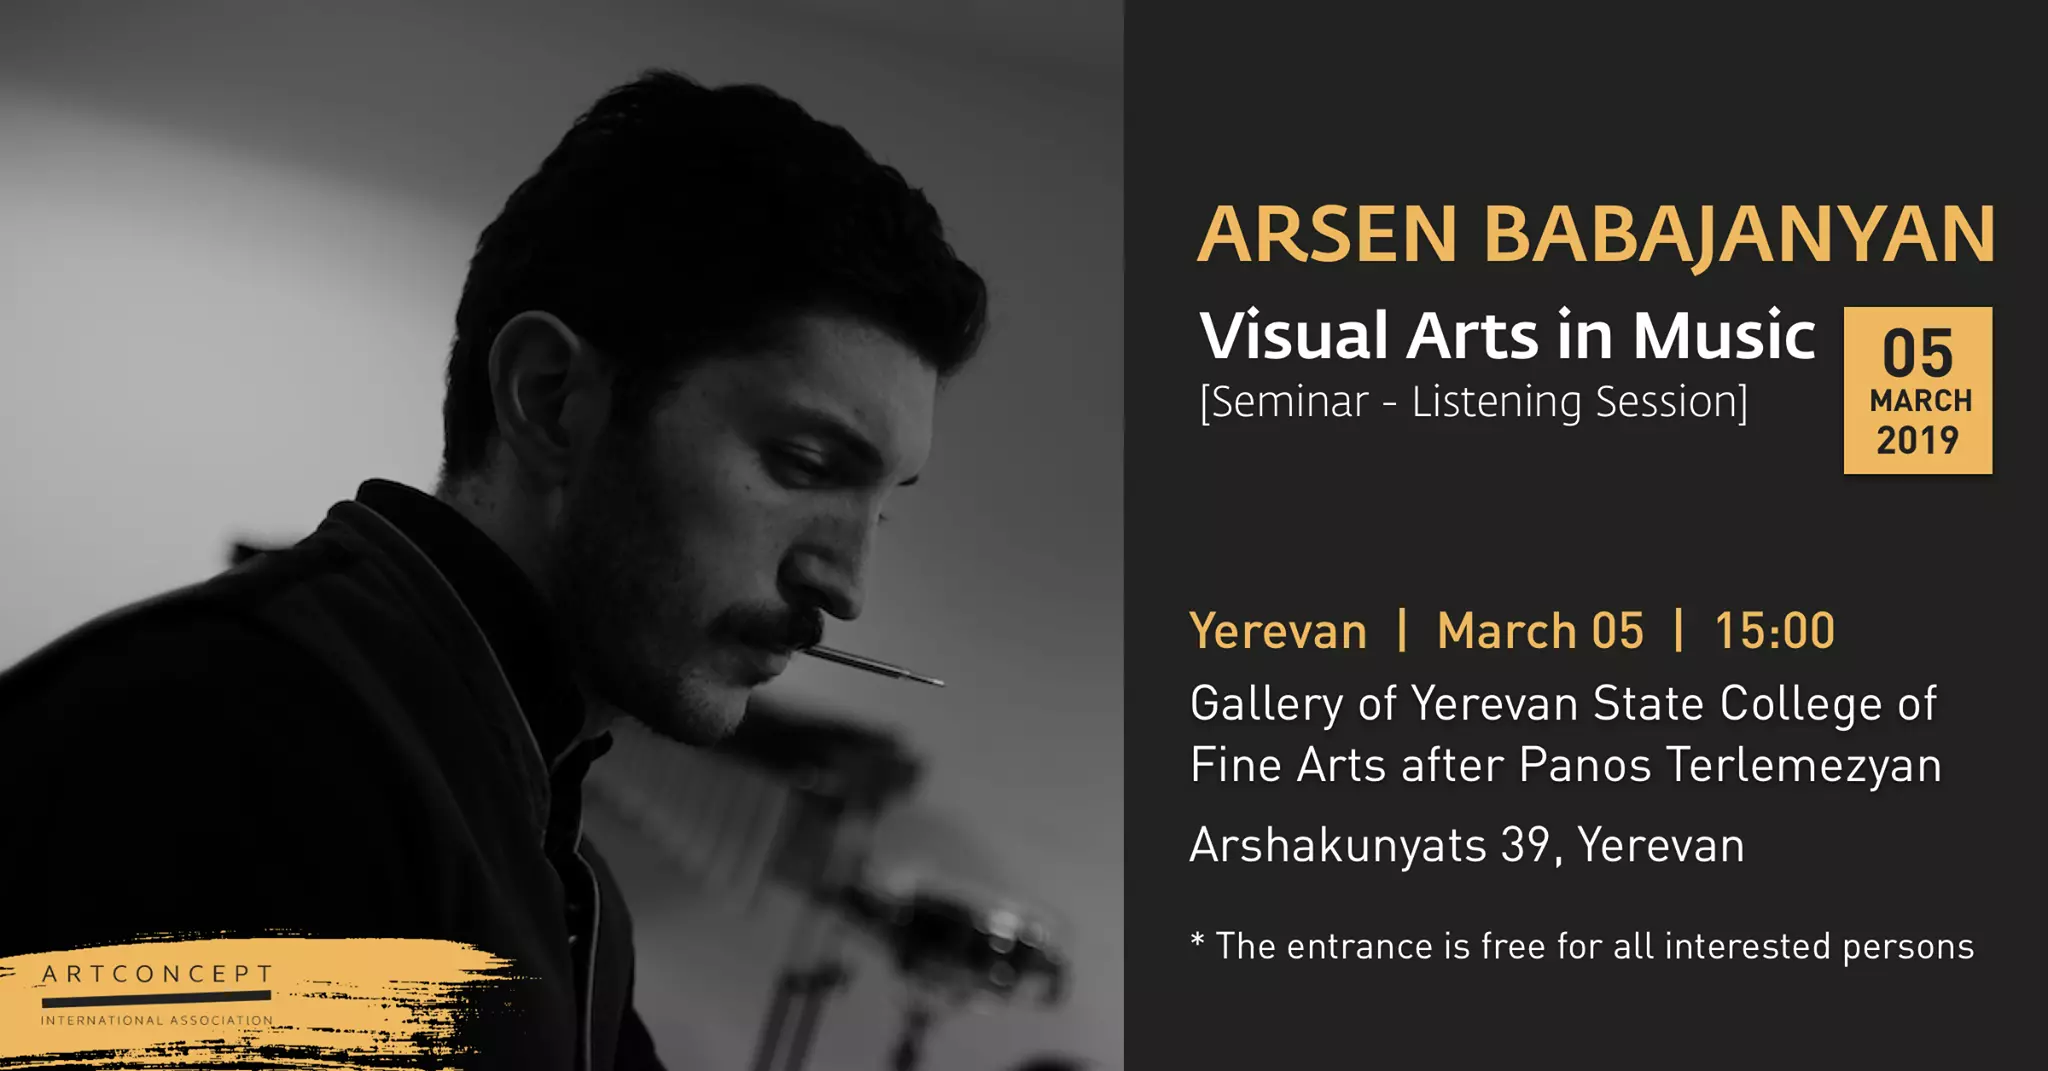 ARSEN BABAJANYAN
Visual Arts in Music
[Seminar - Listening Session]
05
MARCH
2019
Yerevan | March 05 | 15:00
Gallery of Yerevan State College of
Fine Arts after Panos Terlemezyan
Arshakunyats 39, Yerevan
* The entrance is free for all interested persons
ARTCONCEPT
INTERNATIONAL ASSOCIATION